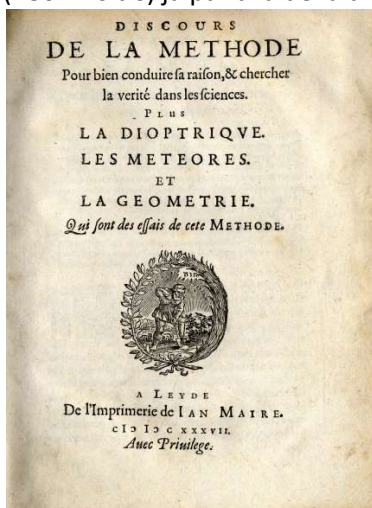 DISCOURS
DE LA METHODE
Pour bien conduire ſa raiſon,& chercher
la verité dans les ſciences.
PLUS
LA DIOPTRIQVE.
LES METEORES.
ET
LA GEOMETRIE.
Qui ſont des eſſais de cete METHODE.
A LEYDE
De l'Imprimerie de IAN MAIRE.
cIↃ IↃ c xxxvii.
Auec Priuilege.